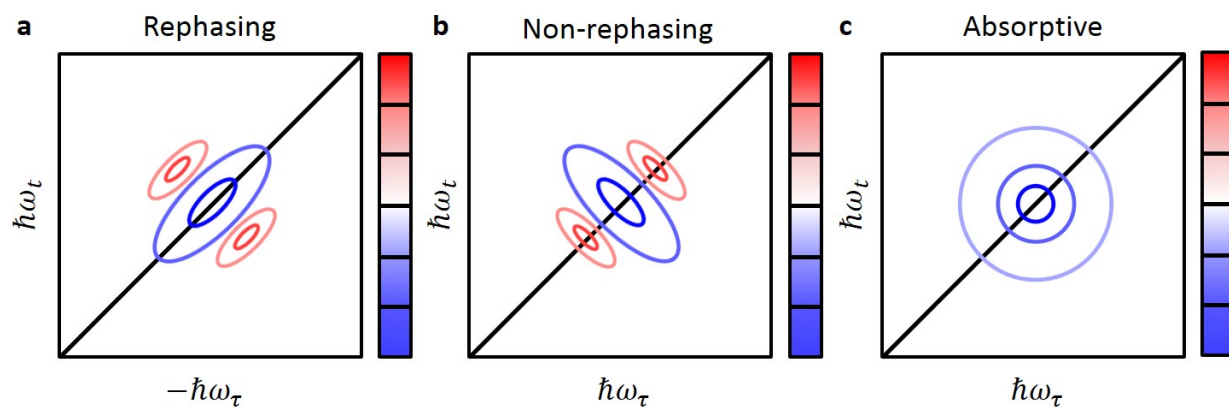 a Rephasing
ℏω_t
−ℏω_τ
b Non-rephasing
ℏω_t
ℏω_τ
c Absorptive
ℏω_t
ℏω_τ